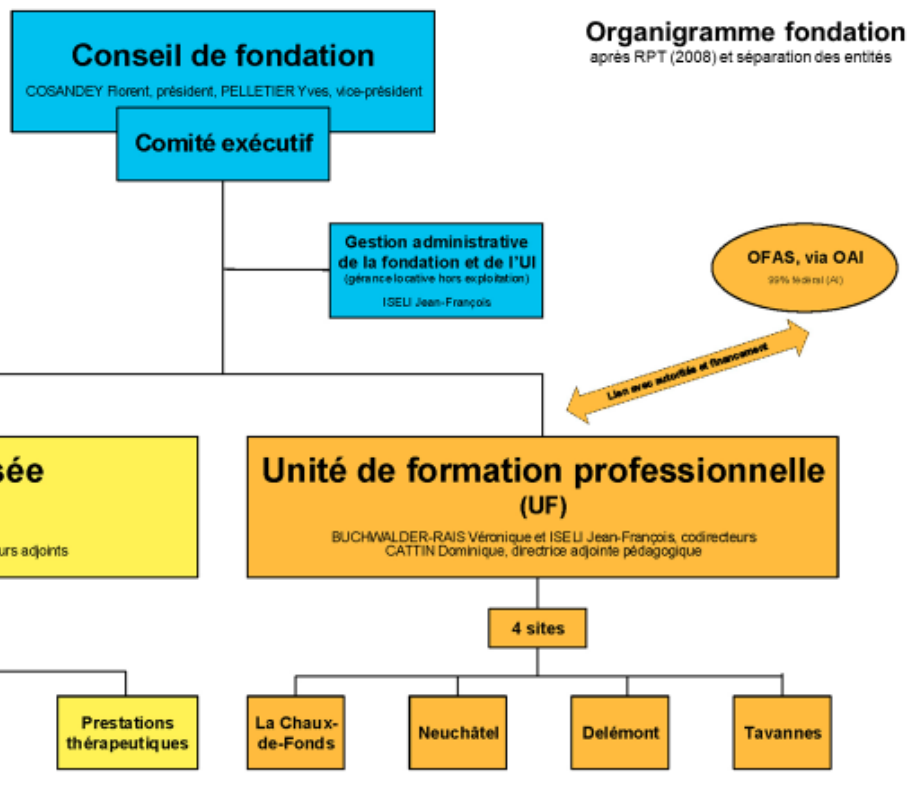 Organigramme fondation
après RPT (2008) et séparation des entités
Conseil de fondation
COSANDEY Florent, président, PELLETIER Yves, vice-président
Comité exécutif
Gestion administrative
de la fondation et de l'UI
(gérance locative hors exploitation)
ISELI Jean-François
OFAS, via OAI
99% fédéral (AI)
Lien avec autorités et financement
sée
urs adjoints
Unité de formation professionnelle
(UF)
BUCHWALDER-RAIS Véronique et ISELI Jean-François, codirecteurs
CATTIN Dominique, directrice adjointe pédagogique
4 sites
Prestations
thérapeutiques
La Chaux-
de-Fonds
Neuchâtel
Delémont
Tavannes